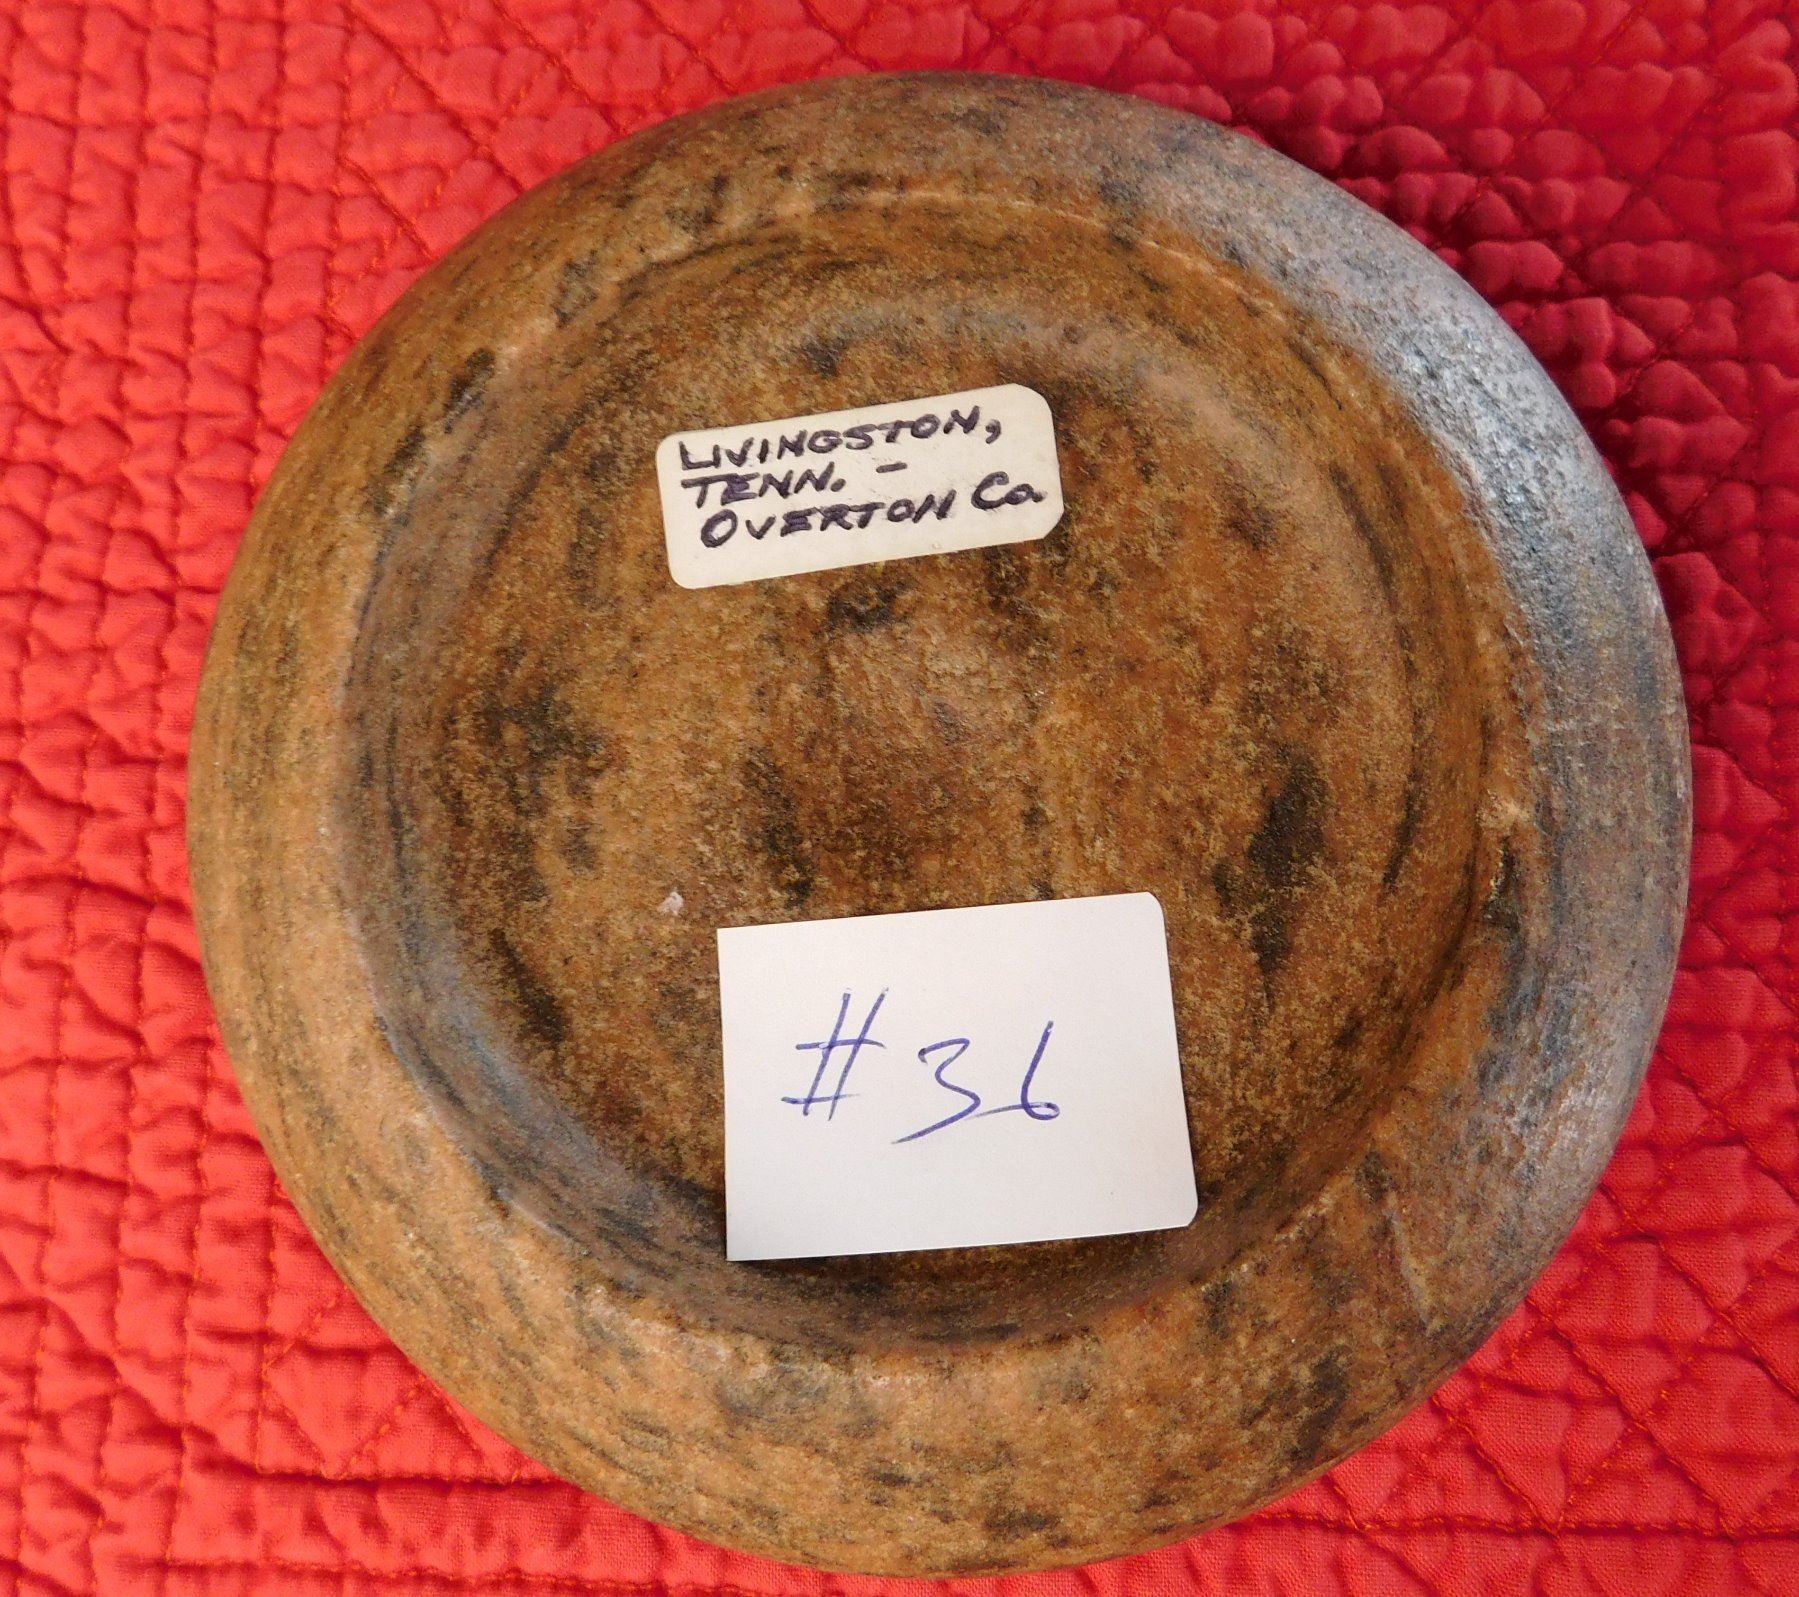 LIVINGSTON,
TENN. -
OVERTON Co.
#36